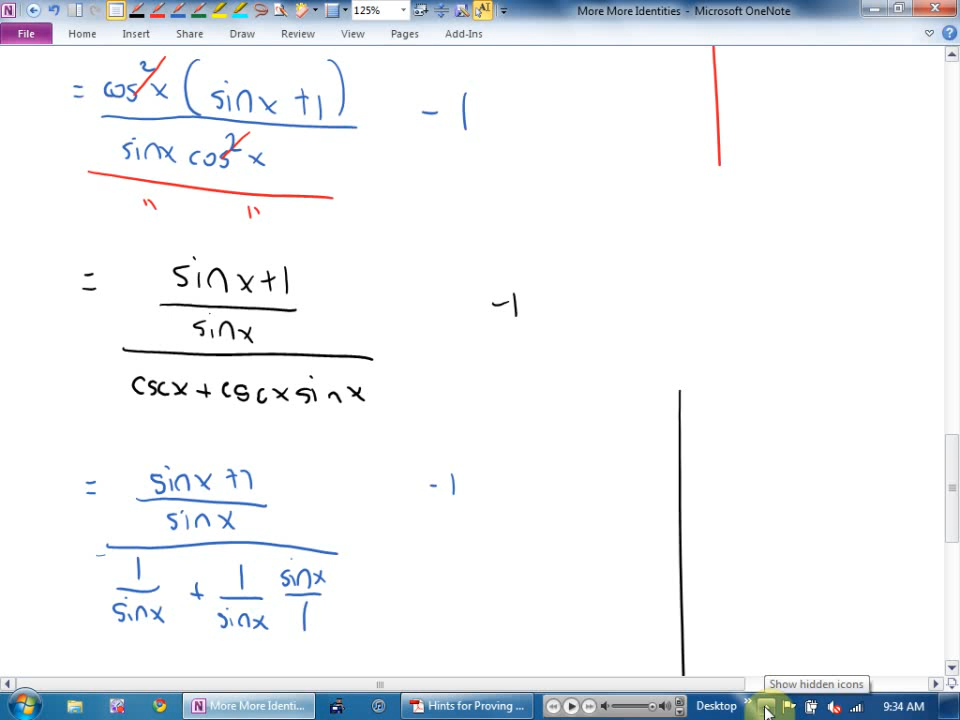 More More Identities - Microsoft OneNote
125%
File Home Insert Share Draw Review View Pages Add-Ins
= cos²x (sinx + 1) - 1
sinx cos²x
" "
= sinx+1 -1
sinx
cscx + cscx sinx
= sinx +1 -1
sinx
1 + 1 sinx
sinx sinx 1
Show hidden icons
More More Identi... Hints for Proving ... Desktop » 9:34 AM